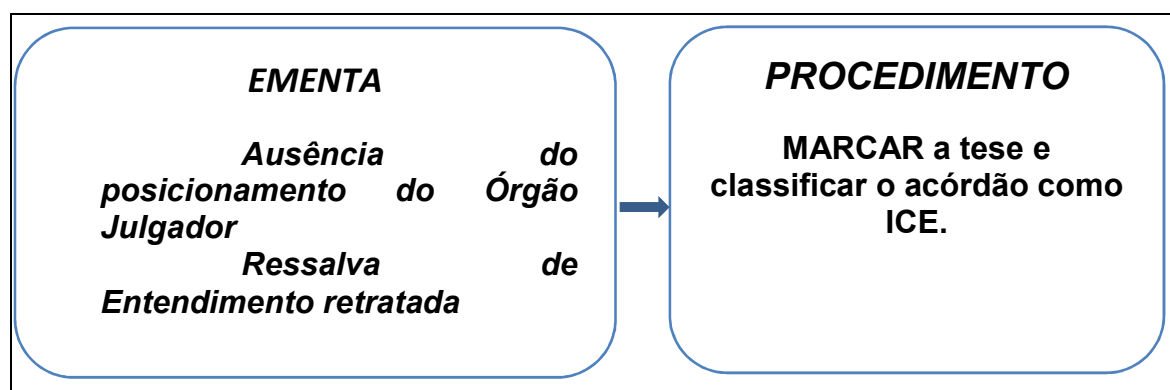 EMENTA
Ausência do
posicionamento do Órgão
Julgador
Ressalva de
Entendimento retratada
PROCEDIMENTO
MARCAR a tese e
classificar o acórdão como
ICE.